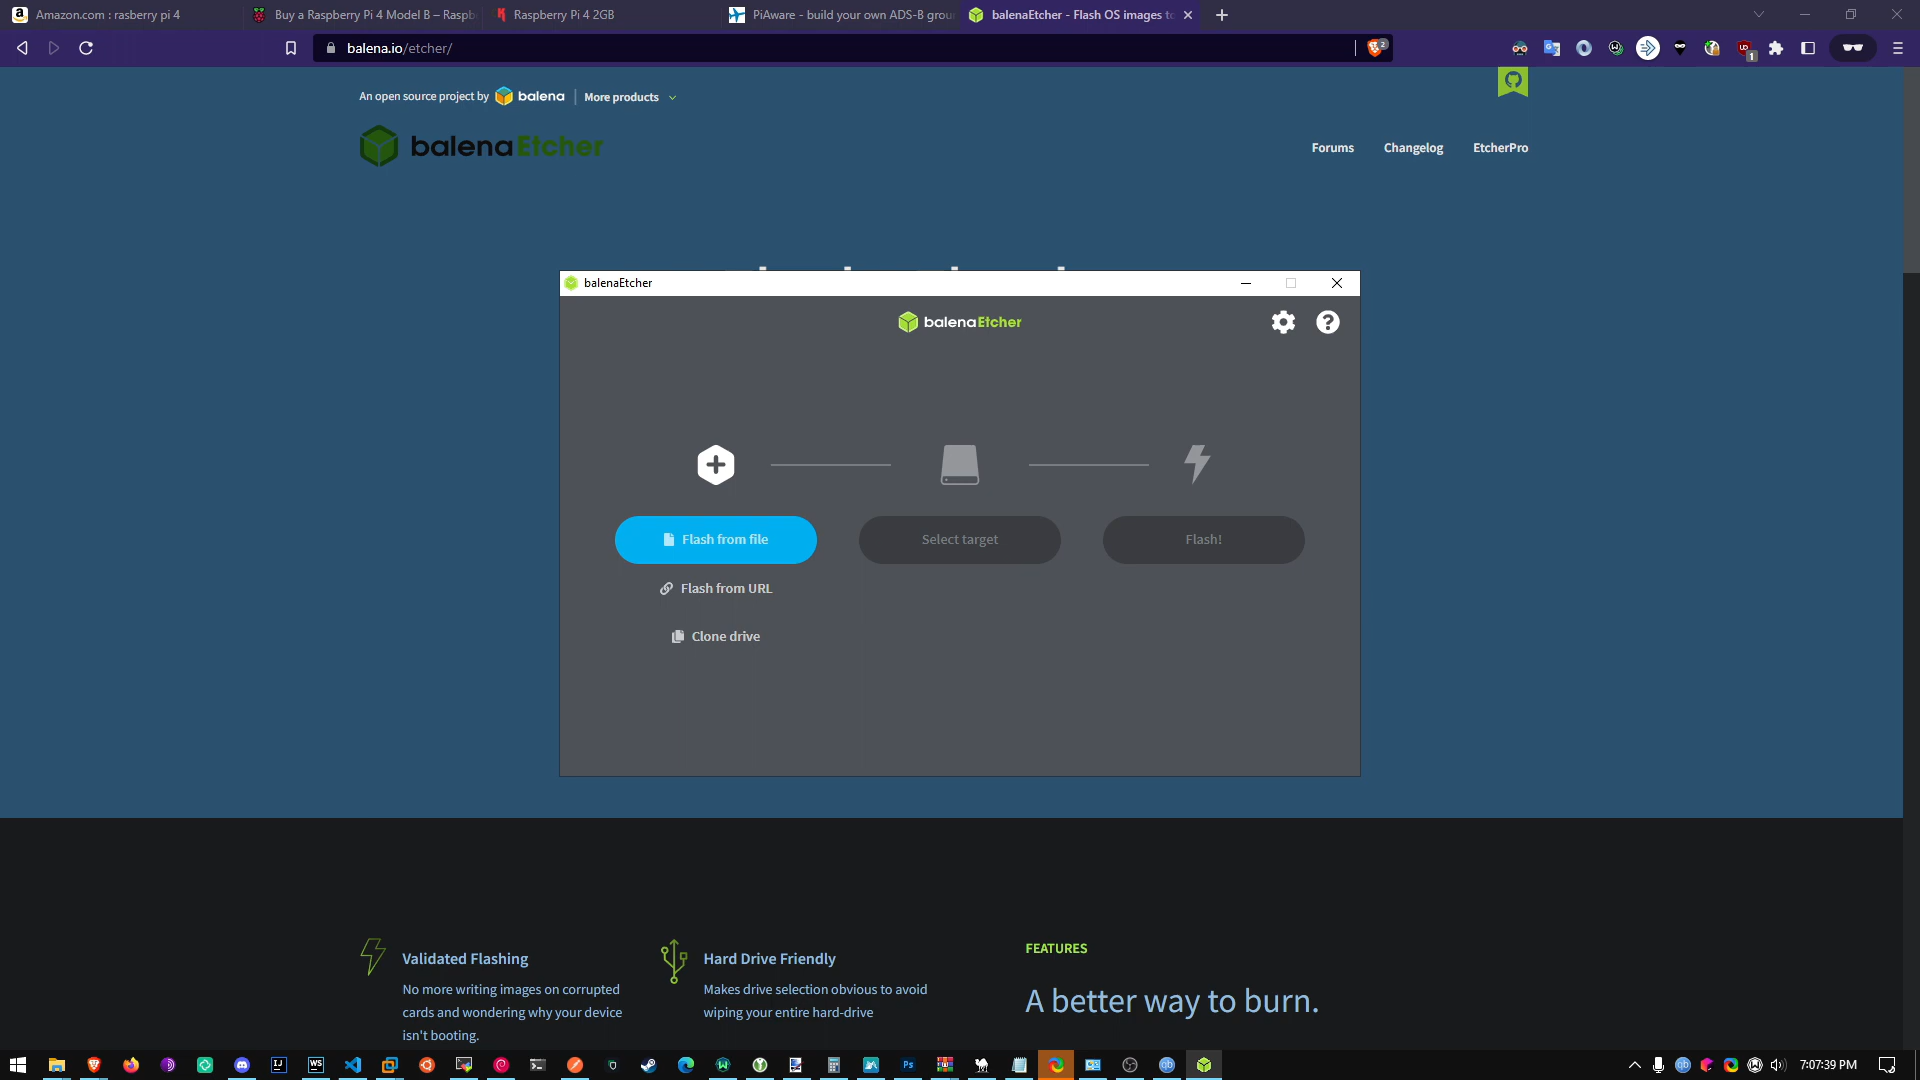 Amazon.com : rasberry pi 4
Buy a Raspberry Pi 4 Model B – Raspb
Raspberry Pi 4 2GB
PiAware - build your own ADS-B grou
balenaEtcher - Flash OS images to
balena.io/etcher/
2
1
An open source project by balena
More products
balenaEtcher
Forums
Changelog
EtcherPro
balenaEtcher
balenaEtcher
Flash from file
Select target
Flash!
Flash from URL
Clone drive
Validated Flashing
No more writing images on corrupted
cards and wondering why your device
isn't booting.
Hard Drive Friendly
Makes drive selection obvious to avoid
wiping your entire hard-drive
FEATURES
A better way to burn.
7:07:39 PM